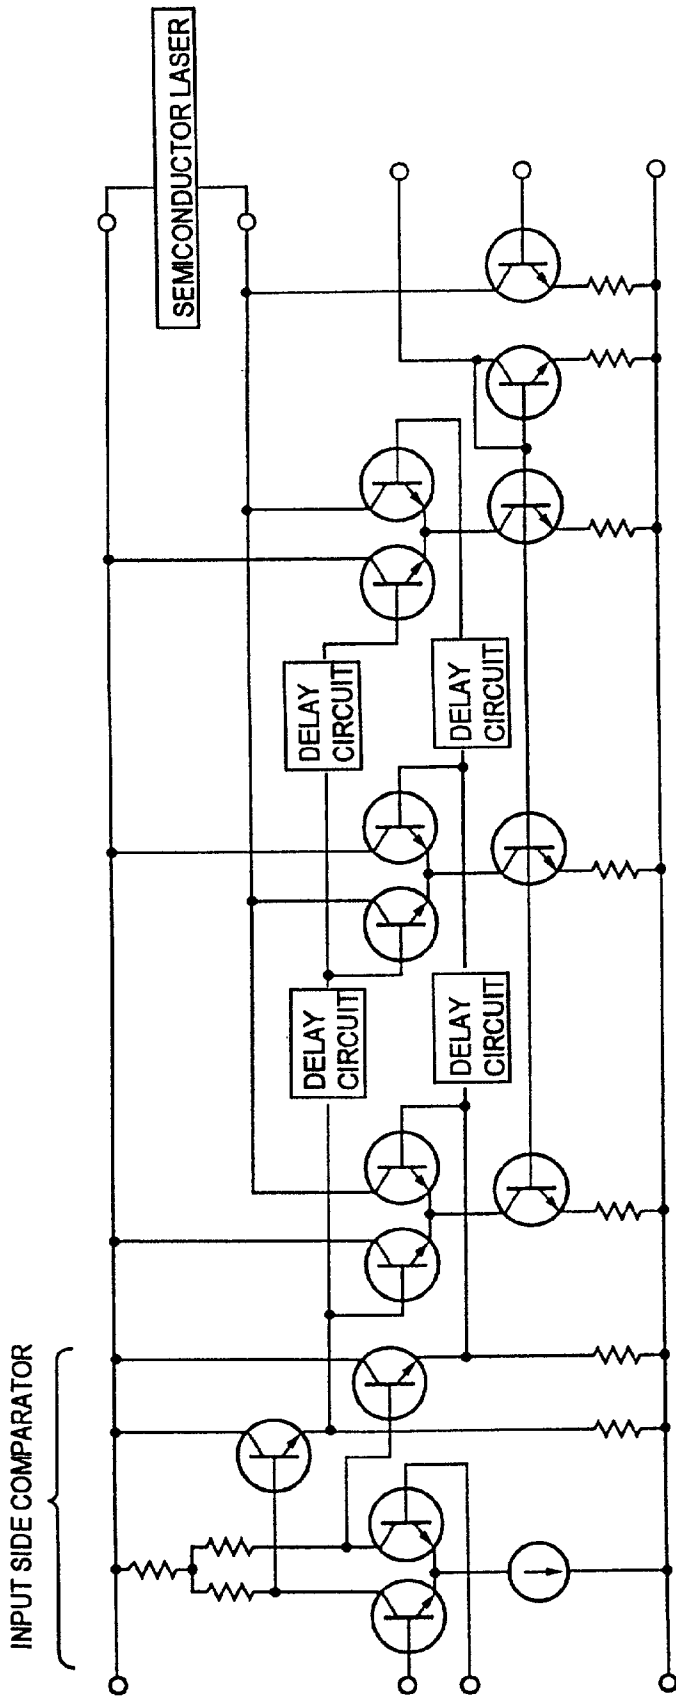 INPUT SIDE COMPARATOR
DELAY
CIRCUIT
DELAY
CIRCUIT
DELAY
CIRCUIT
DELAY
CIRCUIT
SEMICONDUCTOR LASER